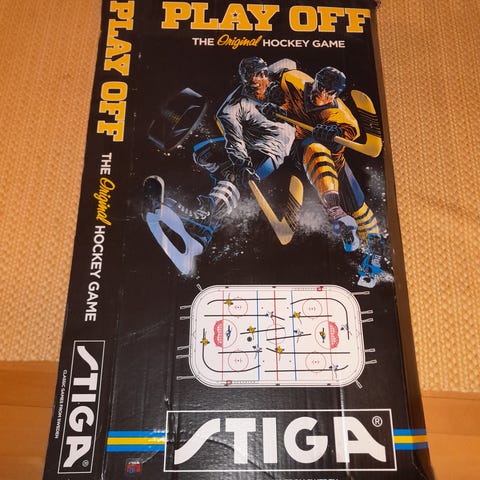 PLAY OFF
THE Original HOCKEY GAME
PLAY OFF
THE Original HOCKEY GAME
STIGA®
CLASSIC GAMES FROM SWEDEN
STIGA®